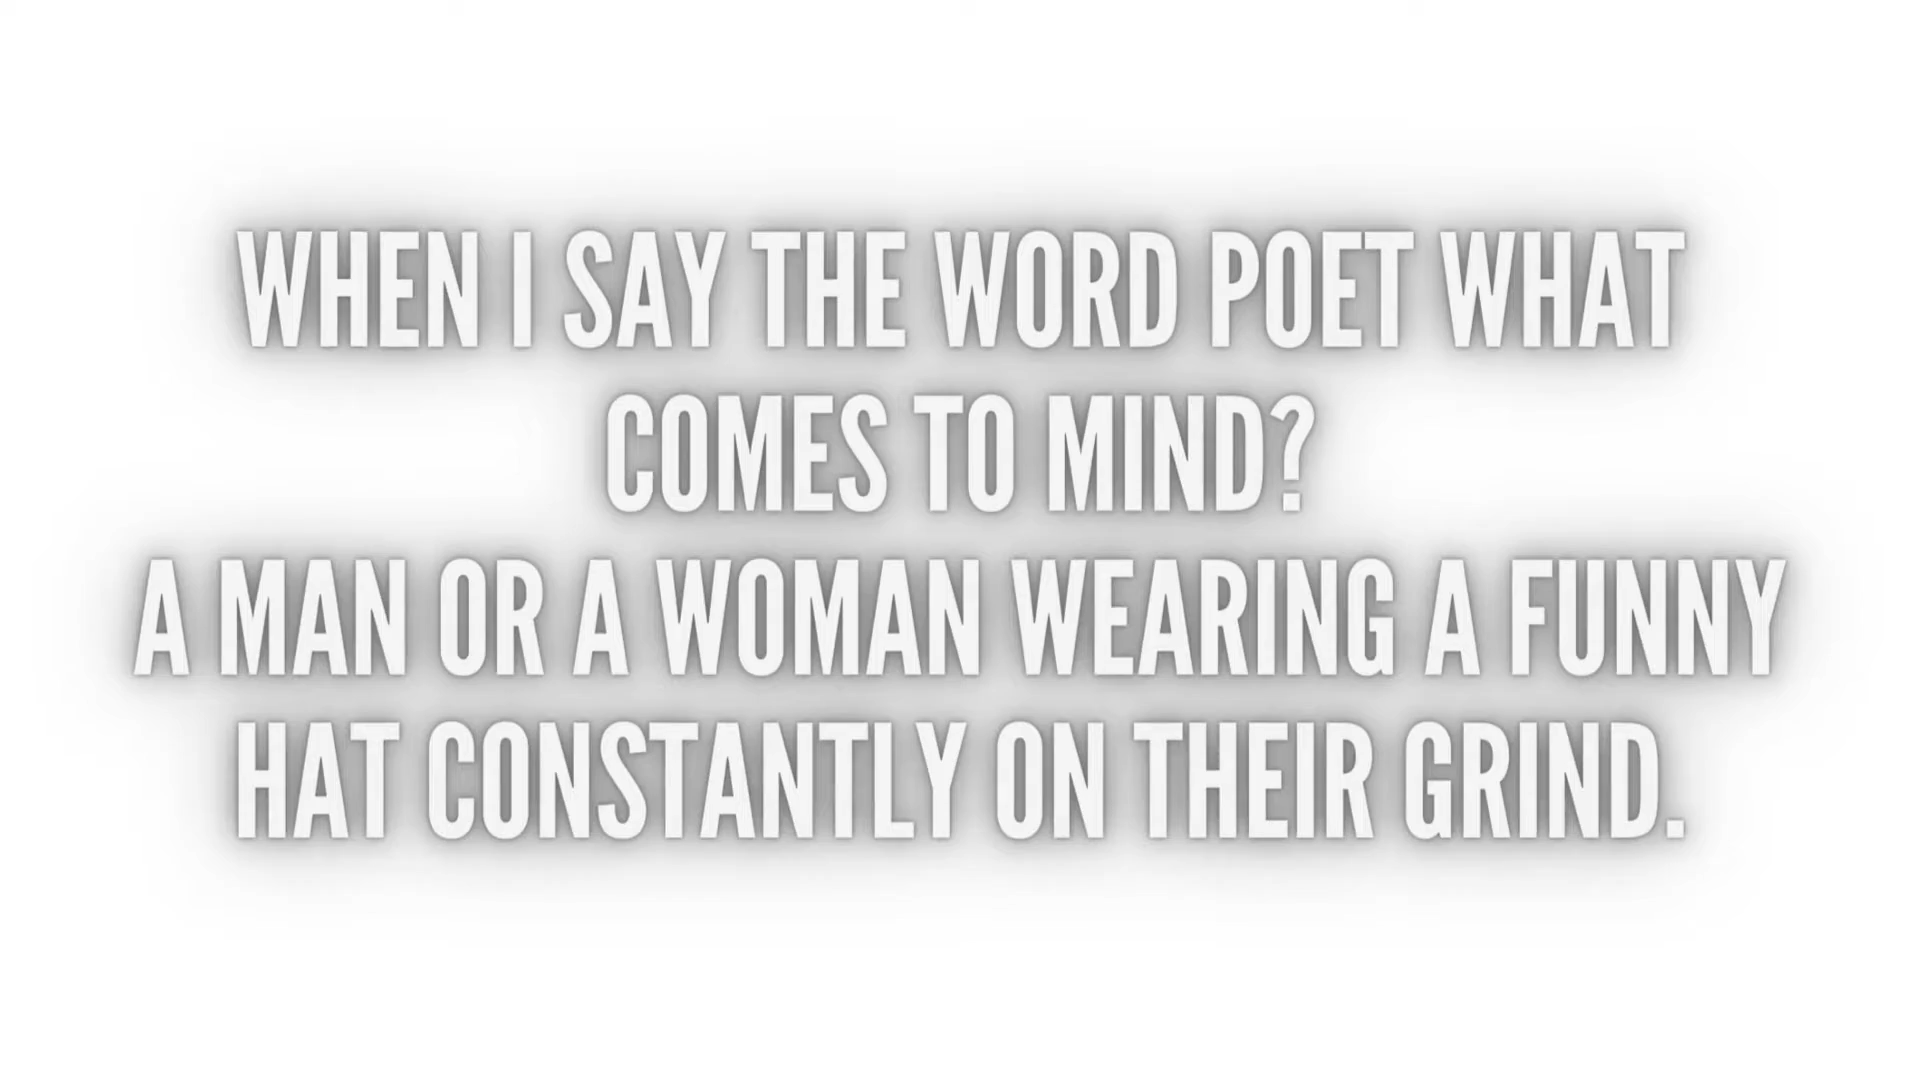 WHEN I SAY THE WORD POET WHAT
COMES TO MIND?
A MAN OR A WOMAN WEARING A FUNNY
HAT CONSTANTLY ON THEIR GRIND.